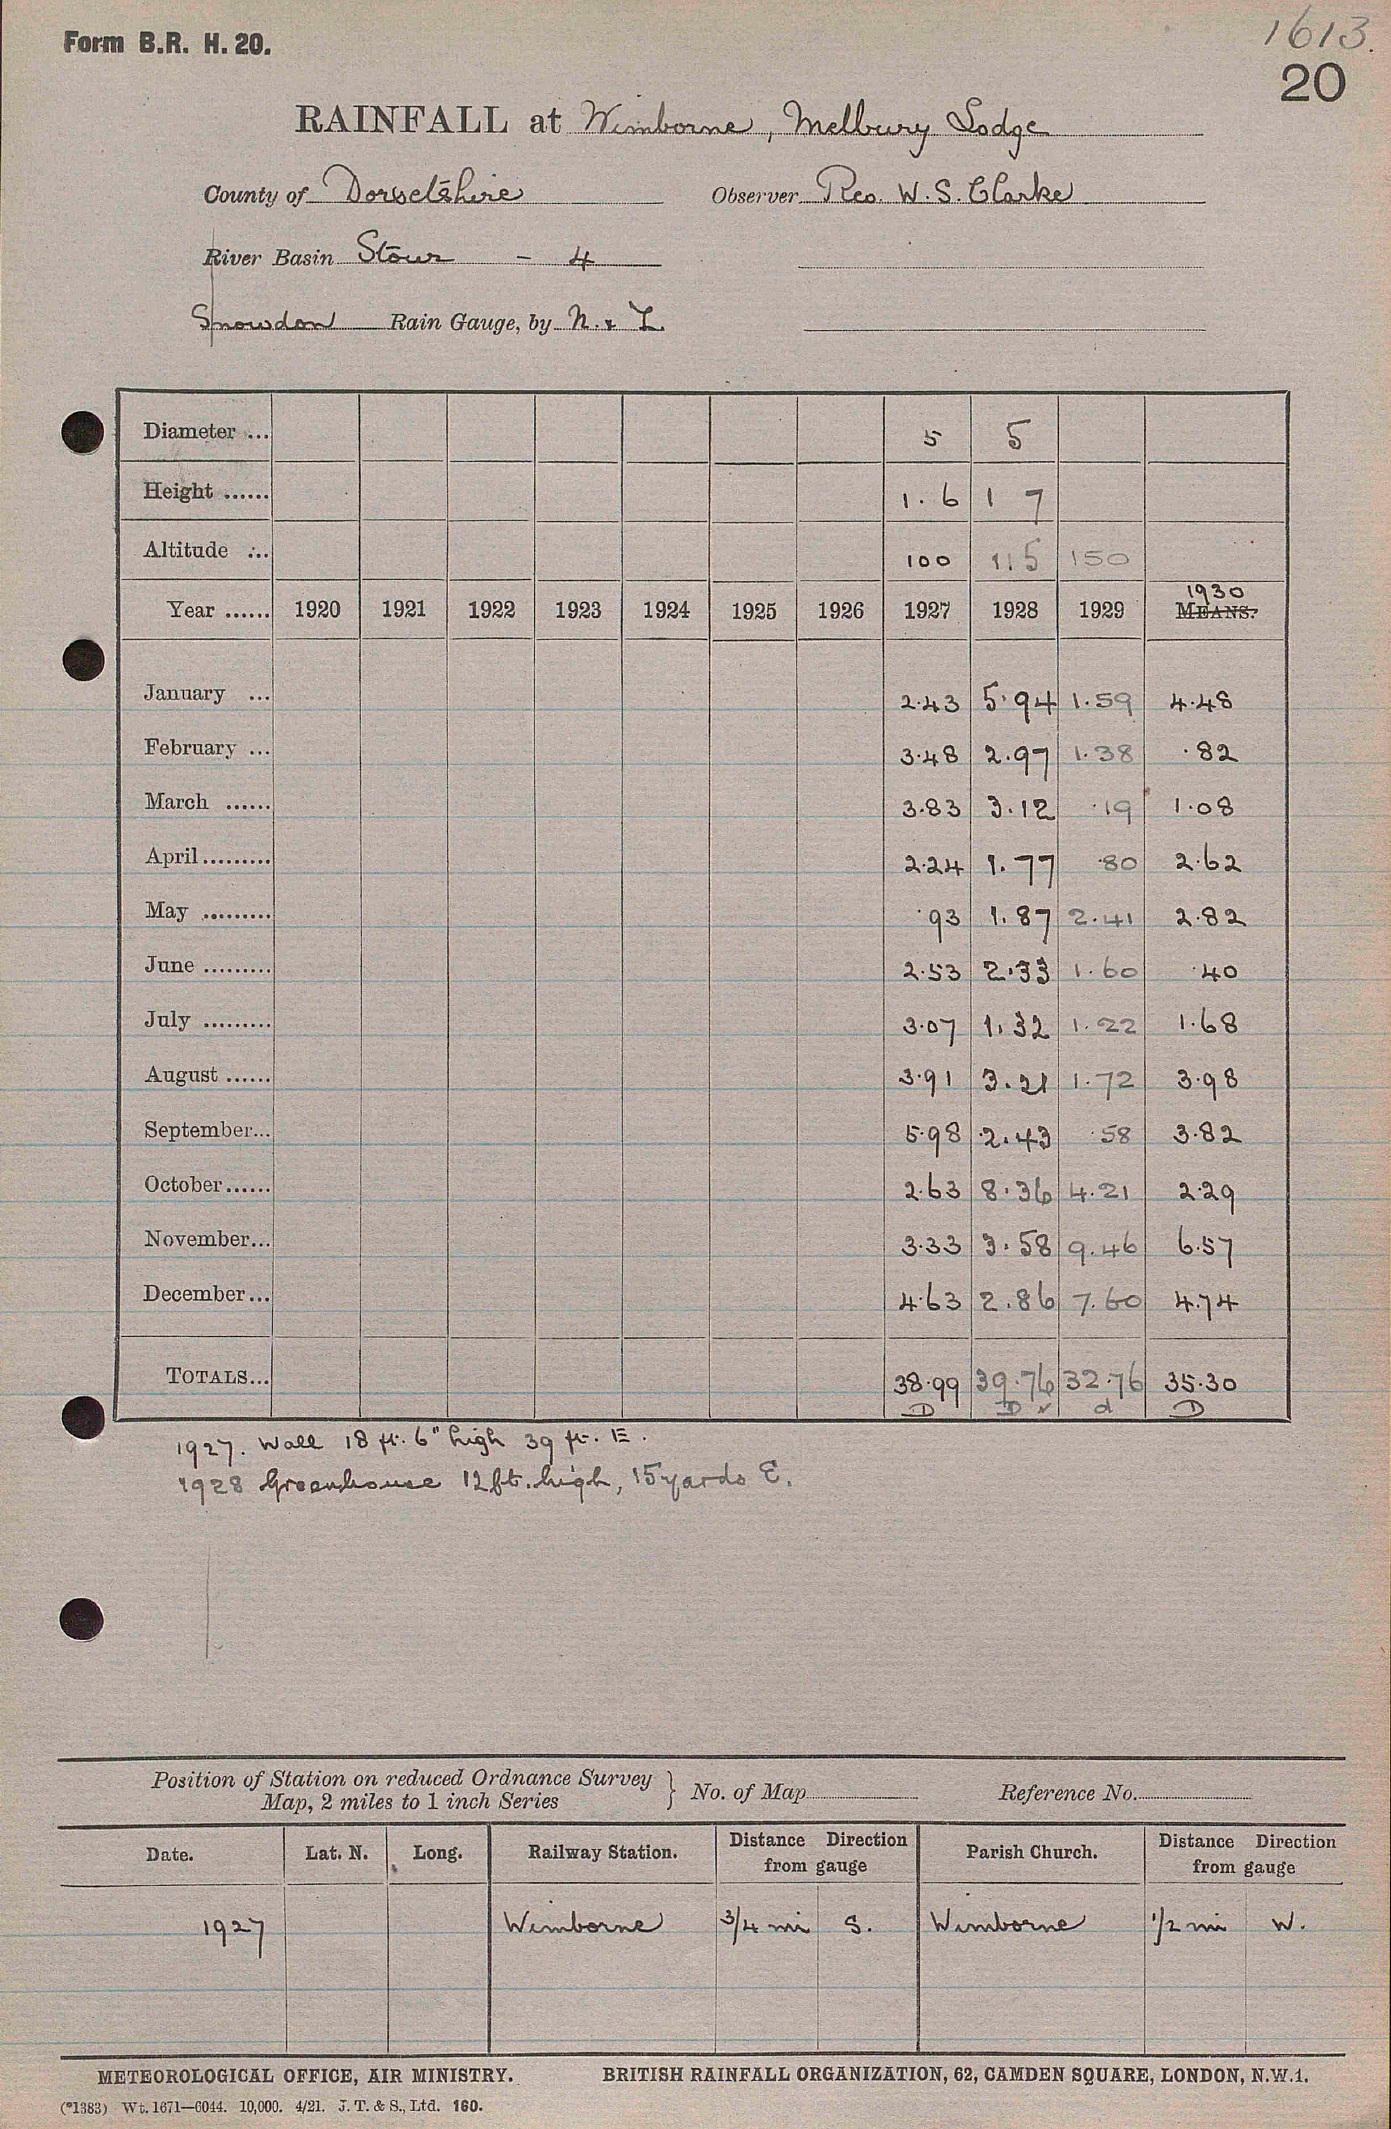 1613.
Form B.R. H. 20.
20
RAINFALL at Wimborne, Melbury Lodge
County of Dorsetshire Observer Rev. W. S. Clarke
River Basin Stour - 4
Snowdon Rain Gauge, by N. & Z.
Diameter ... 5 5
Height ...... 1.6 1 7
Altitude ... 100 115 150
1930
Year ...... 1920 1921 1922 1923 1924 1925 1926 1927 1928 1929 MEANS.
January ... 2.43 5.94 1.59 4.48
February ... 3.48 2.97 1.38 .82
March ...... 3.83 3.12 .19 1.08
April ......... 2.24 1.77 .80 2.62
May ......... .93 1.87 2.41 2.82
June ......... 2.53 2.33 1.60 .40
July ......... 3.07 1.32 1.22 1.68
August ...... 3.91 3.21 1.72 3.98
September... 5.98 2.43 .58 3.82
October...... 2.63 8.36 4.21 2.29
November... 3.33 3.58 9.46 6.57
December... 4.63 2.86 7.60 4.74
TOTALS... 38.99 39.76 32.76 35.30
D D d D
1927. Wall 18 ft. 6" high 39 ft. E.
1928 Greenhouse 12ft. high, 15 yards E.
Position of Station on reduced Ordnance Survey
Map, 2 miles to 1 inch Series } No. of Map Reference No.
Date. Lat. N. Long. Railway Station. Distance Direction from gauge Parish Church. Distance Direction from gauge
1927 Wimborne 3/4 mi S. Wimborne 1/2 mi W.
METEOROLOGICAL OFFICE, AIR MINISTRY. BRITISH RAINFALL ORGANIZATION, 62, CAMDEN SQUARE, LONDON, N.W.1.
(*1383) Wt. 1671—6044. 10,000. 4/21. J. T. & S., Ltd. 160.